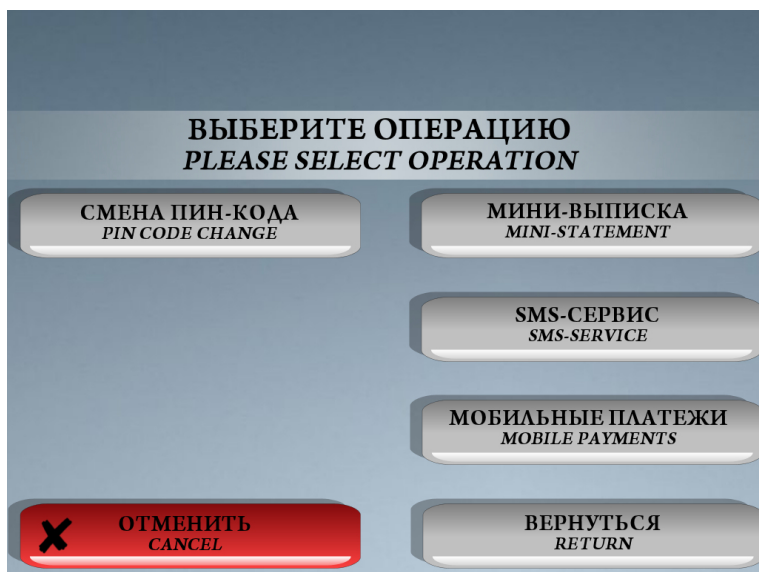 ВЫБЕРИТЕ ОПЕРАЦИЮ
PLEASE SELECT OPERATION
СМЕНА ПИН-КОДА
PIN CODE CHANGE
МИНИ-ВЫПИСКА
MINI-STATEMENT
SMS-СЕРВИС
SMS-SERVICE
МОБИЛЬНЫЕ ПЛАТЕЖИ
MOBILE PAYMENTS
ОТМЕНИТЬ
CANCEL
ВЕРНУТЬСЯ
RETURN